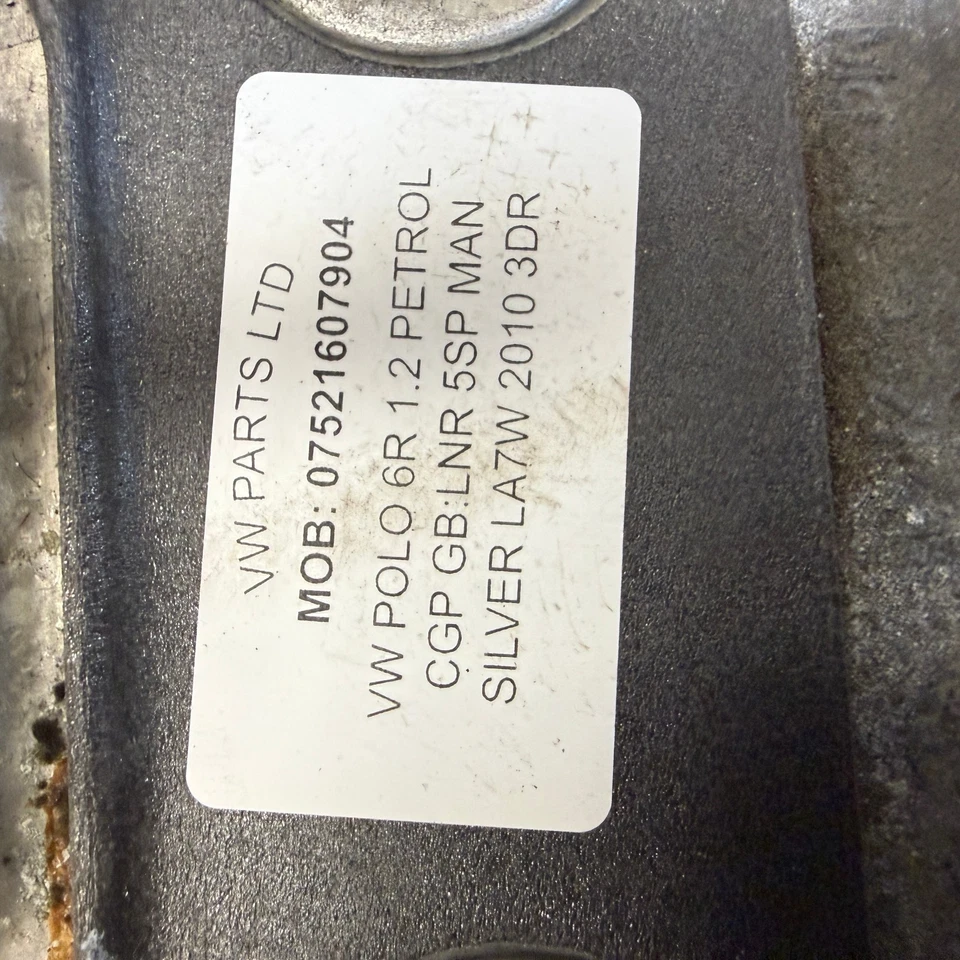 VW PARTS LTD
MOB: 07521607904
VW POLO 6R 1.2 PETROL
CGP GB:LNR 5SP MAN
SILVER LA7W 2010 3DR